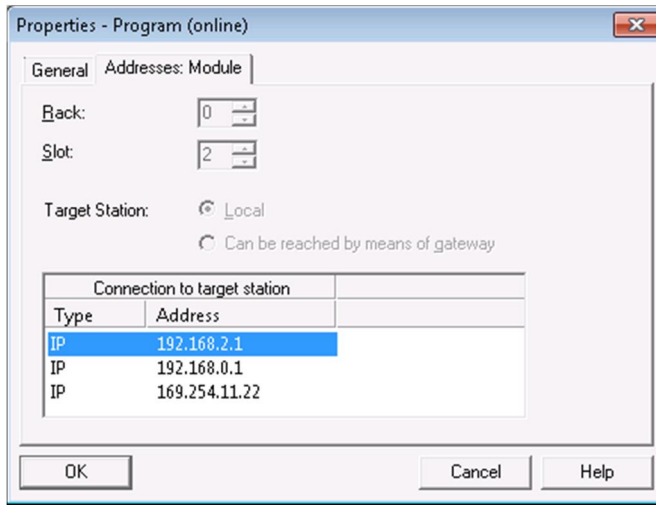 Properties - Program (online)
General Addresses: Module
Rack: 0
Slot: 2
Target Station: Local
Can be reached by means of gateway
Connection to target station
Type Address
IP 192.168.2.1
IP 192.168.0.1
IP 169.254.11.22
OK Cancel Help